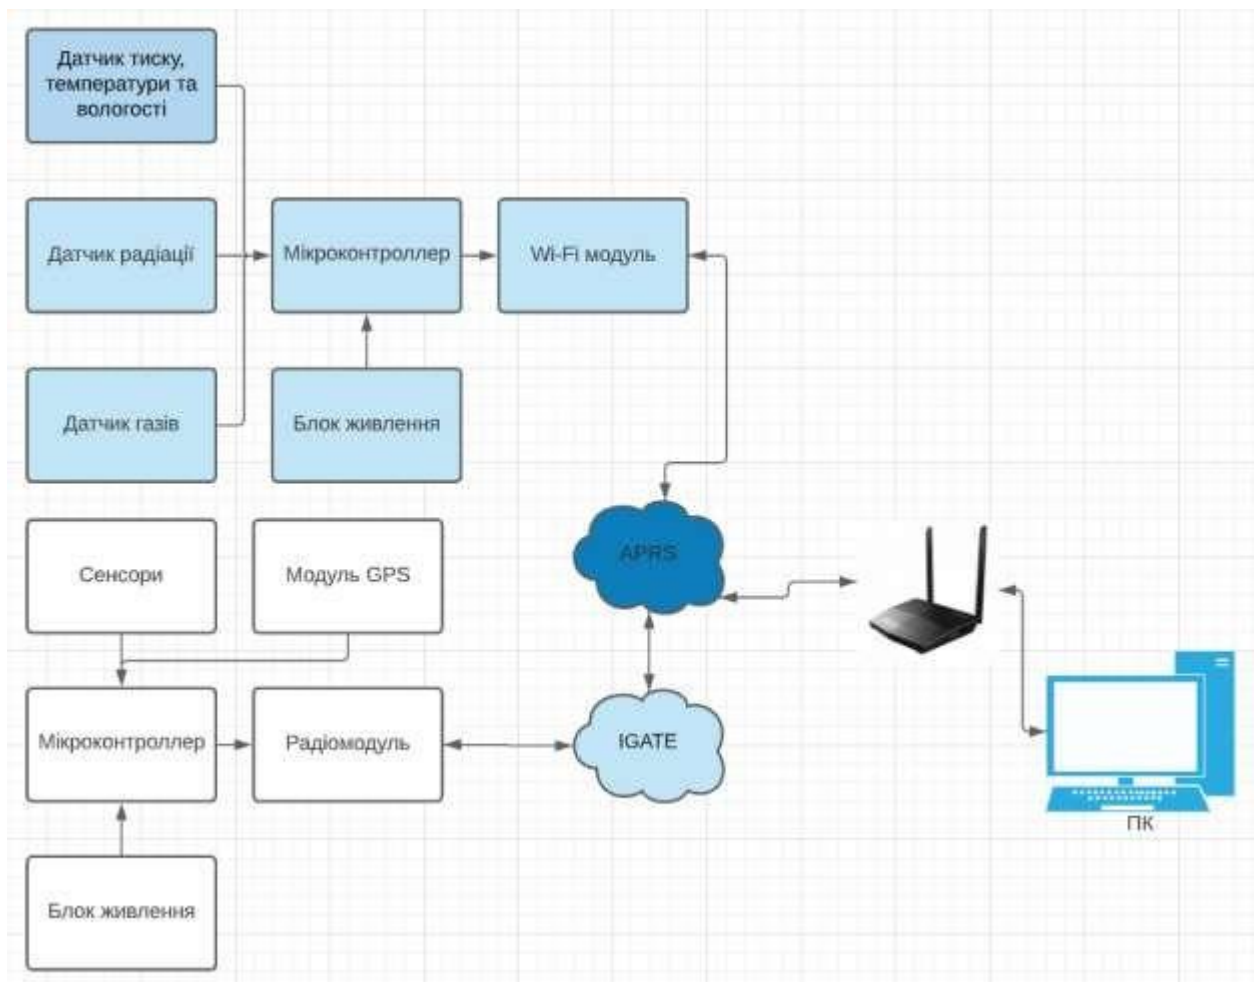 Датчик тиску,
температури та
вологості
Датчик радіації
Мікроконтроллер
Wi-Fi модуль
Датчик газів
Блок живлення
Сенсори
Модуль GPS
APRS
Мікроконтроллер
Радіомодуль
IGATE
ПК
Блок живлення